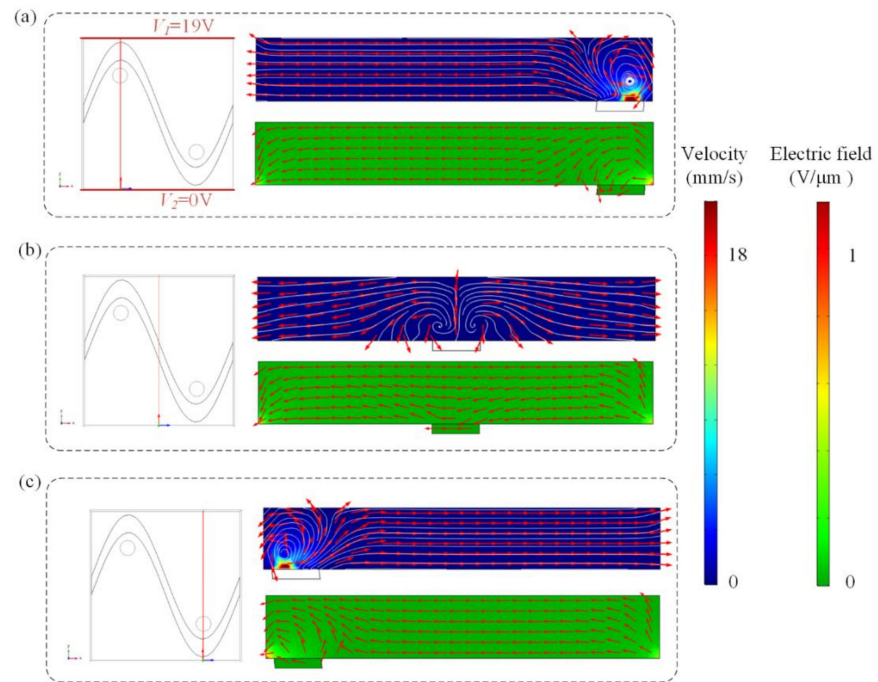 (a)
V₁=19V
V₂=0V
(b)
(c)
Velocity
(mm/s)
18
0
Electric field
(V/μm )
1
0